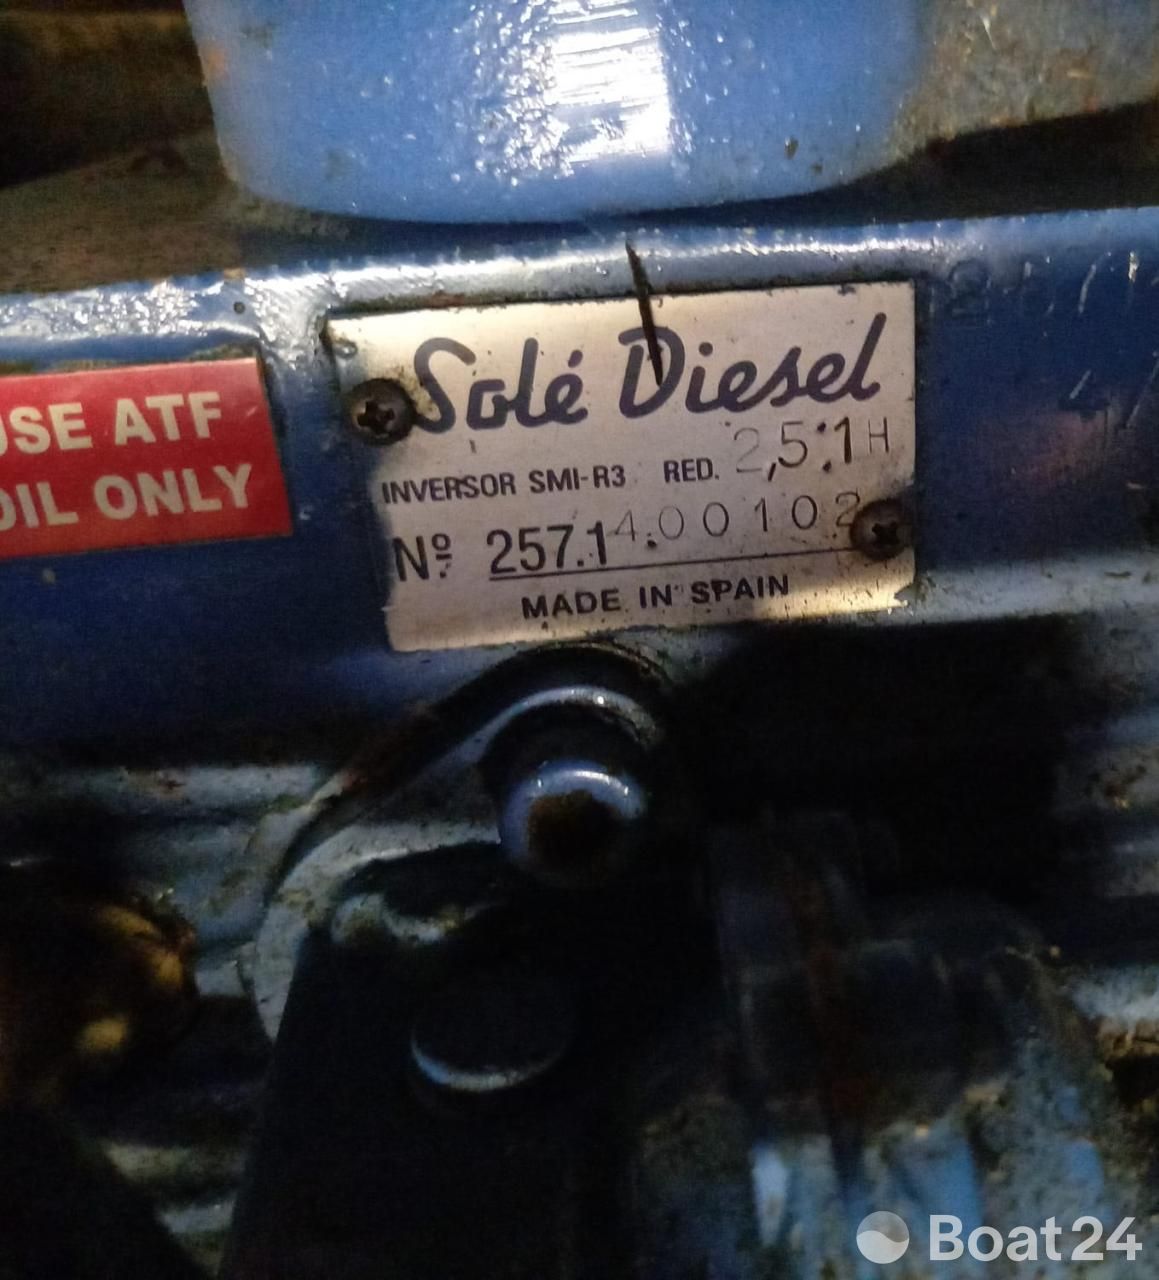 USE ATF
OIL ONLY
Solé Diesel
INVERSOR SMI-R3 RED. 2,5:1H
Nº 257.14.00102
MADE IN SPAIN
Boat24